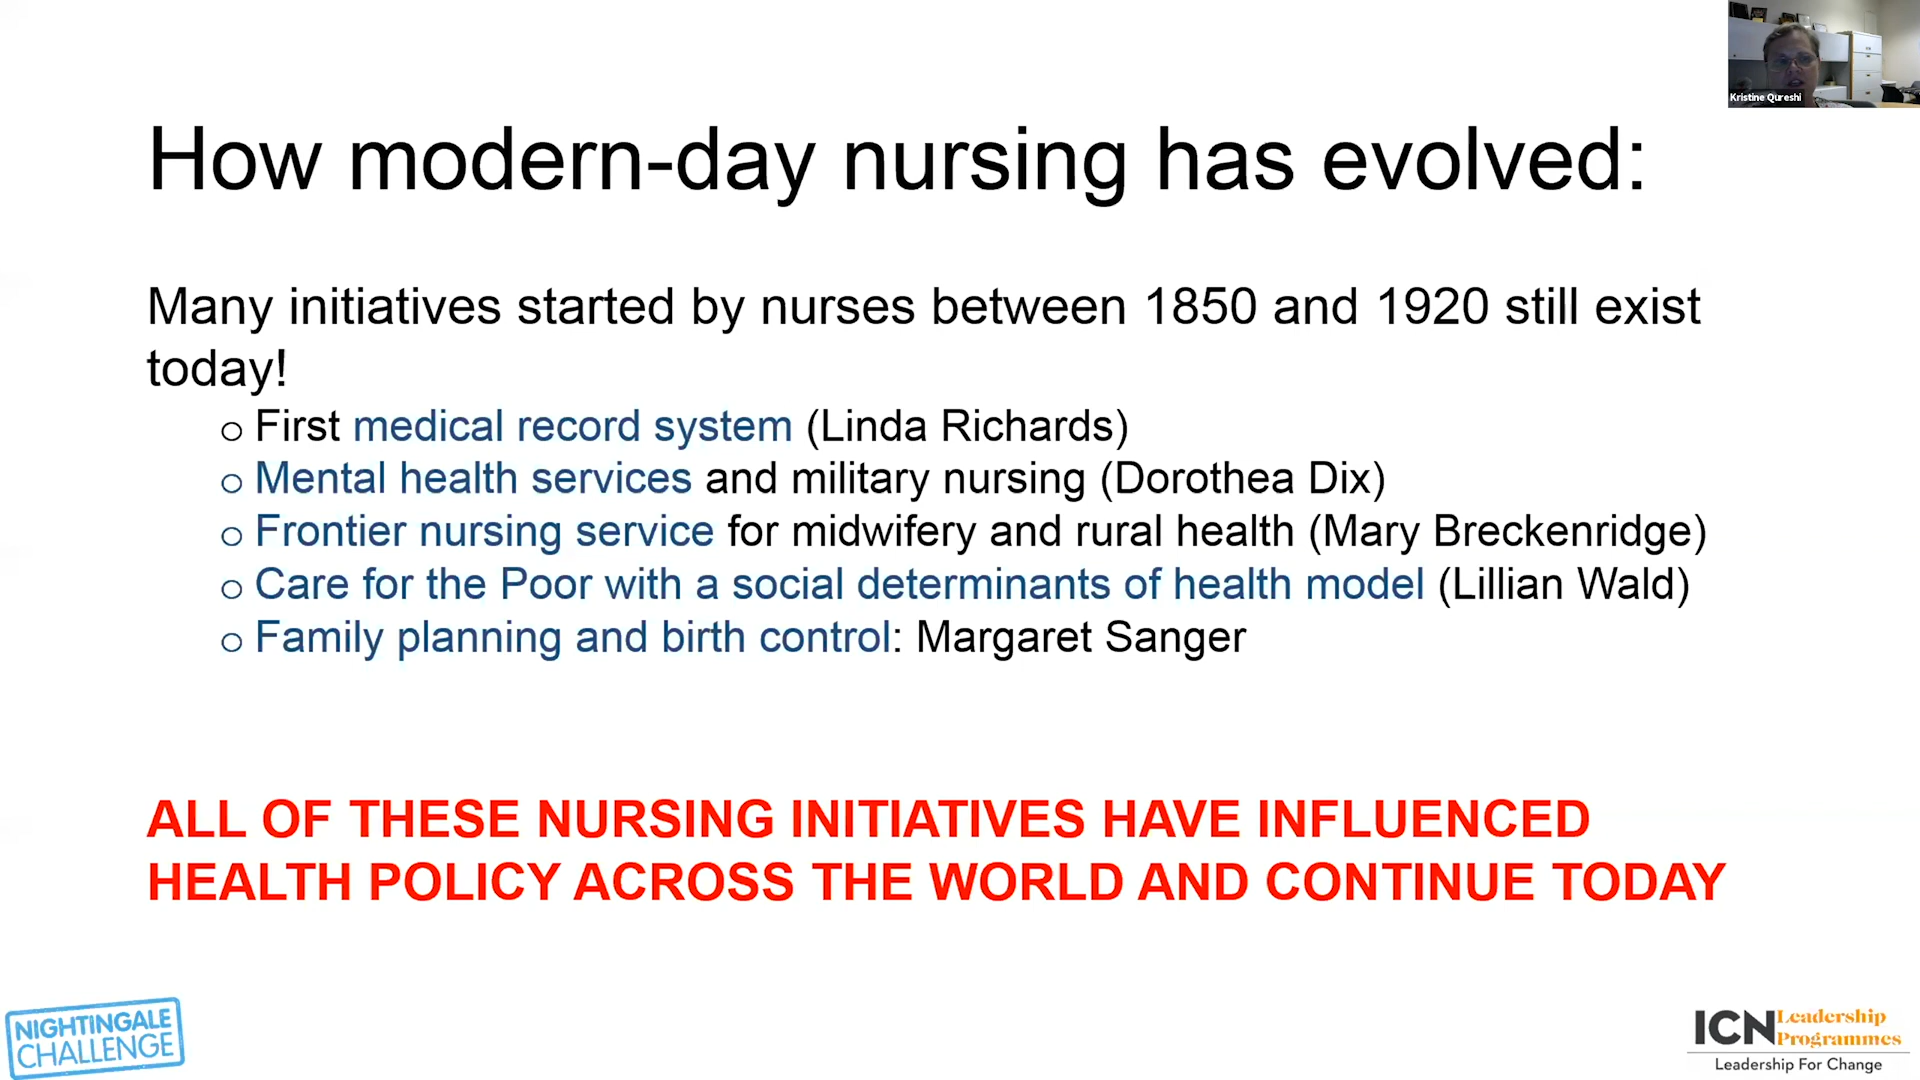 Kristine Qureshi
How modern-day nursing has evolved:
Many initiatives started by nurses between 1850 and 1920 still exist
today!
o First medical record system (Linda Richards)
o Mental health services and military nursing (Dorothea Dix)
o Frontier nursing service for midwifery and rural health (Mary Breckenridge)
o Care for the Poor with a social determinants of health model (Lillian Wald)
o Family planning and birth control: Margaret Sanger
ALL OF THESE NURSING INITIATIVES HAVE INFLUENCED
HEALTH POLICY ACROSS THE WORLD AND CONTINUE TODAY
NIGHTINGALE
CHALLENGE
ICN Leadership
Programmes
Leadership For Change